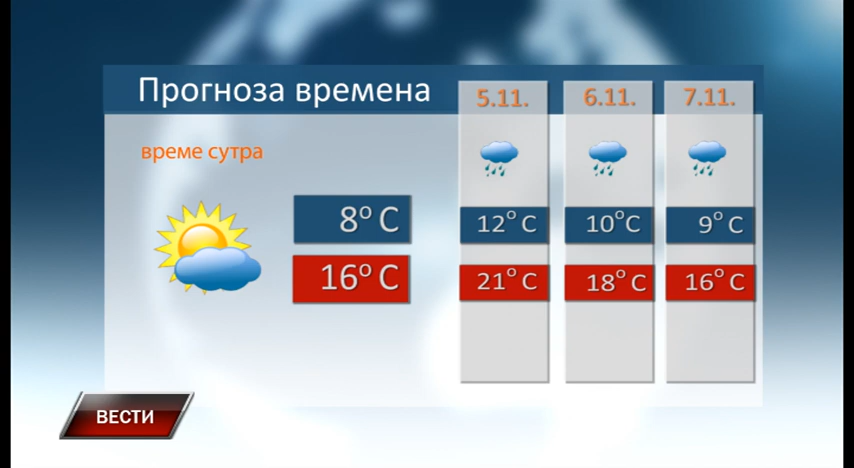 Прогноза времена
време сутра
8° C
16° C
5.11.
12° C
21° C
6.11.
10°C
18° C
7.11.
9° C
16° C
ВЕСТИ